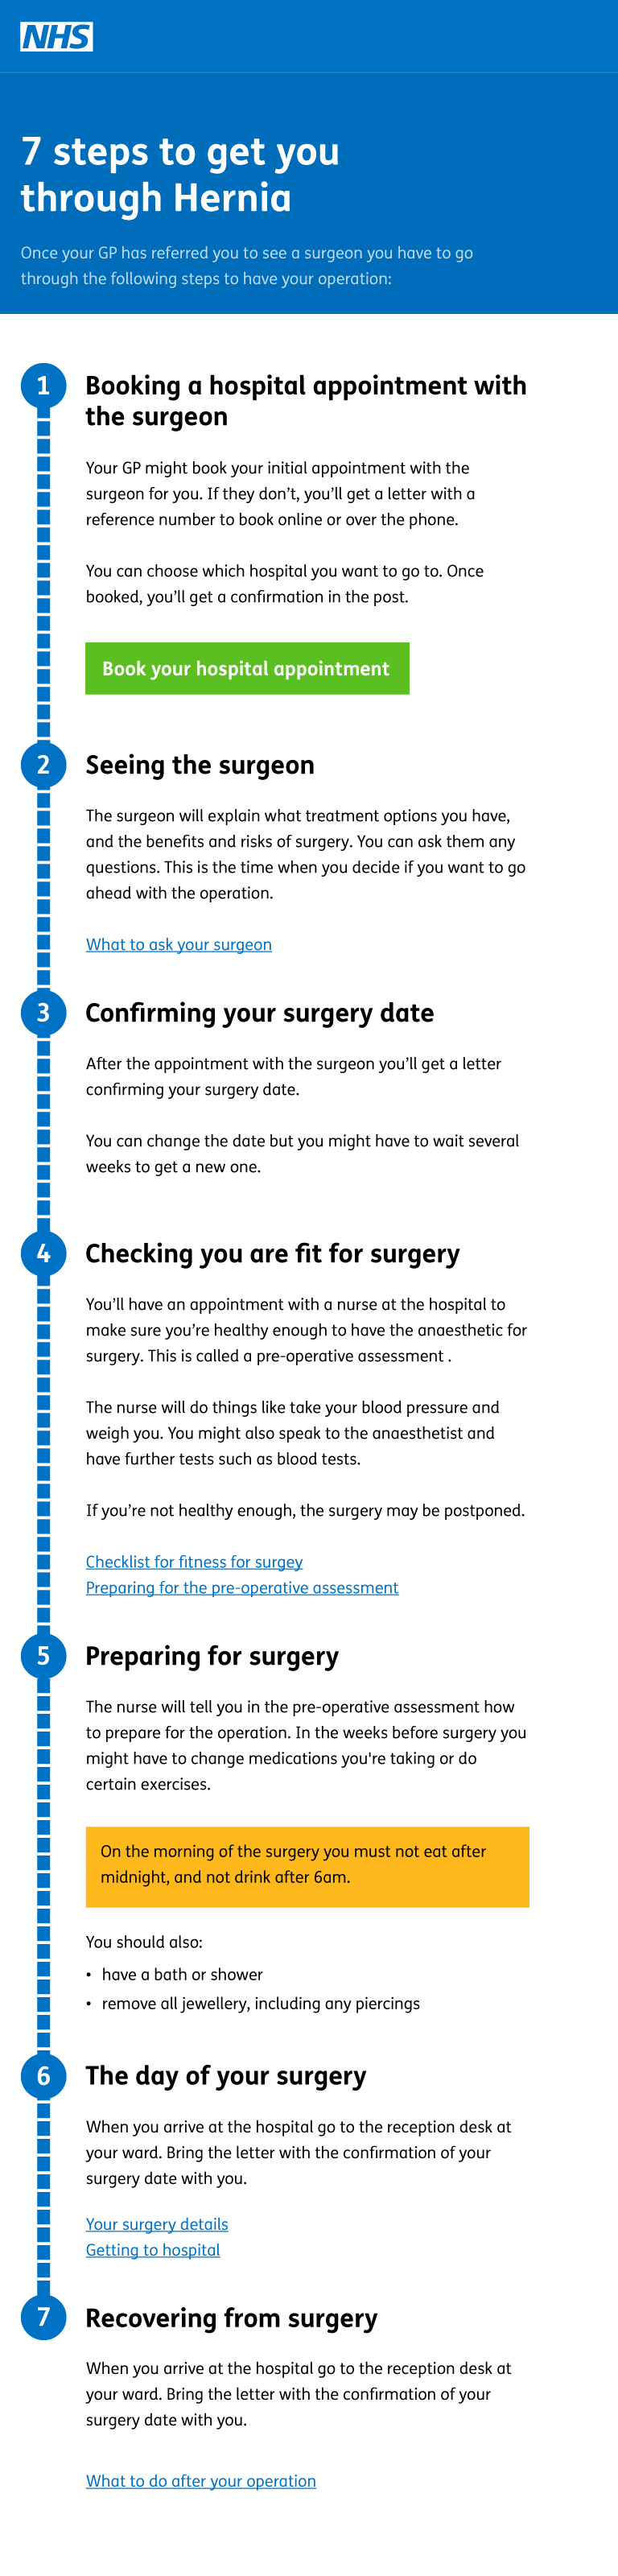 NHS
7 steps to get you
through Hernia
Once your GP has referred you to see a surgeon you have to go
through the following steps to have your operation:
1
Booking a hospital appointment with
the surgeon
Your GP might book your initial appointment with the
surgeon for you. If they don’t, you’ll get a letter with a
reference number to book online or over the phone.
You can choose which hospital you want to go to. Once
booked, you’ll get a confirmation in the post.
Book your hospital appointment
2
Seeing the surgeon
The surgeon will explain what treatment options you have,
and the benefits and risks of surgery. You can ask them any
questions. This is the time when you decide if you want to go
ahead with the operation.
What to ask your surgeon
3
Confirming your surgery date
After the appointment with the surgeon you’ll get a letter
confirming your surgery date.
You can change the date but you might have to wait several
weeks to get a new one.
4
Checking you are fit for surgery
You’ll have an appointment with a nurse at the hospital to
make sure you’re healthy enough to have the anaesthetic for
surgery. This is called a pre-operative assessment .
The nurse will do things like take your blood pressure and
weigh you. You might also speak to the anaesthetist and
have further tests such as blood tests.
If you’re not healthy enough, the surgery may be postponed.
Checklist for fitness for surgey
Preparing for the pre-operative assessment
5
Preparing for surgery
The nurse will tell you in the pre-operative assessment how
to prepare for the operation. In the weeks before surgery you
might have to change medications you're taking or do
certain exercises.
On the morning of the surgery you must not eat after
midnight, and not drink after 6am.
You should also:
• have a bath or shower
• remove all jewellery, including any piercings
6
The day of your surgery
When you arrive at the hospital go to the reception desk at
your ward. Bring the letter with the confirmation of your
surgery date with you.
Your surgery details
Getting to hospital
7
Recovering from surgery
When you arrive at the hospital go to the reception desk at
your ward. Bring the letter with the confirmation of your
surgery date with you.
What to do after your operation